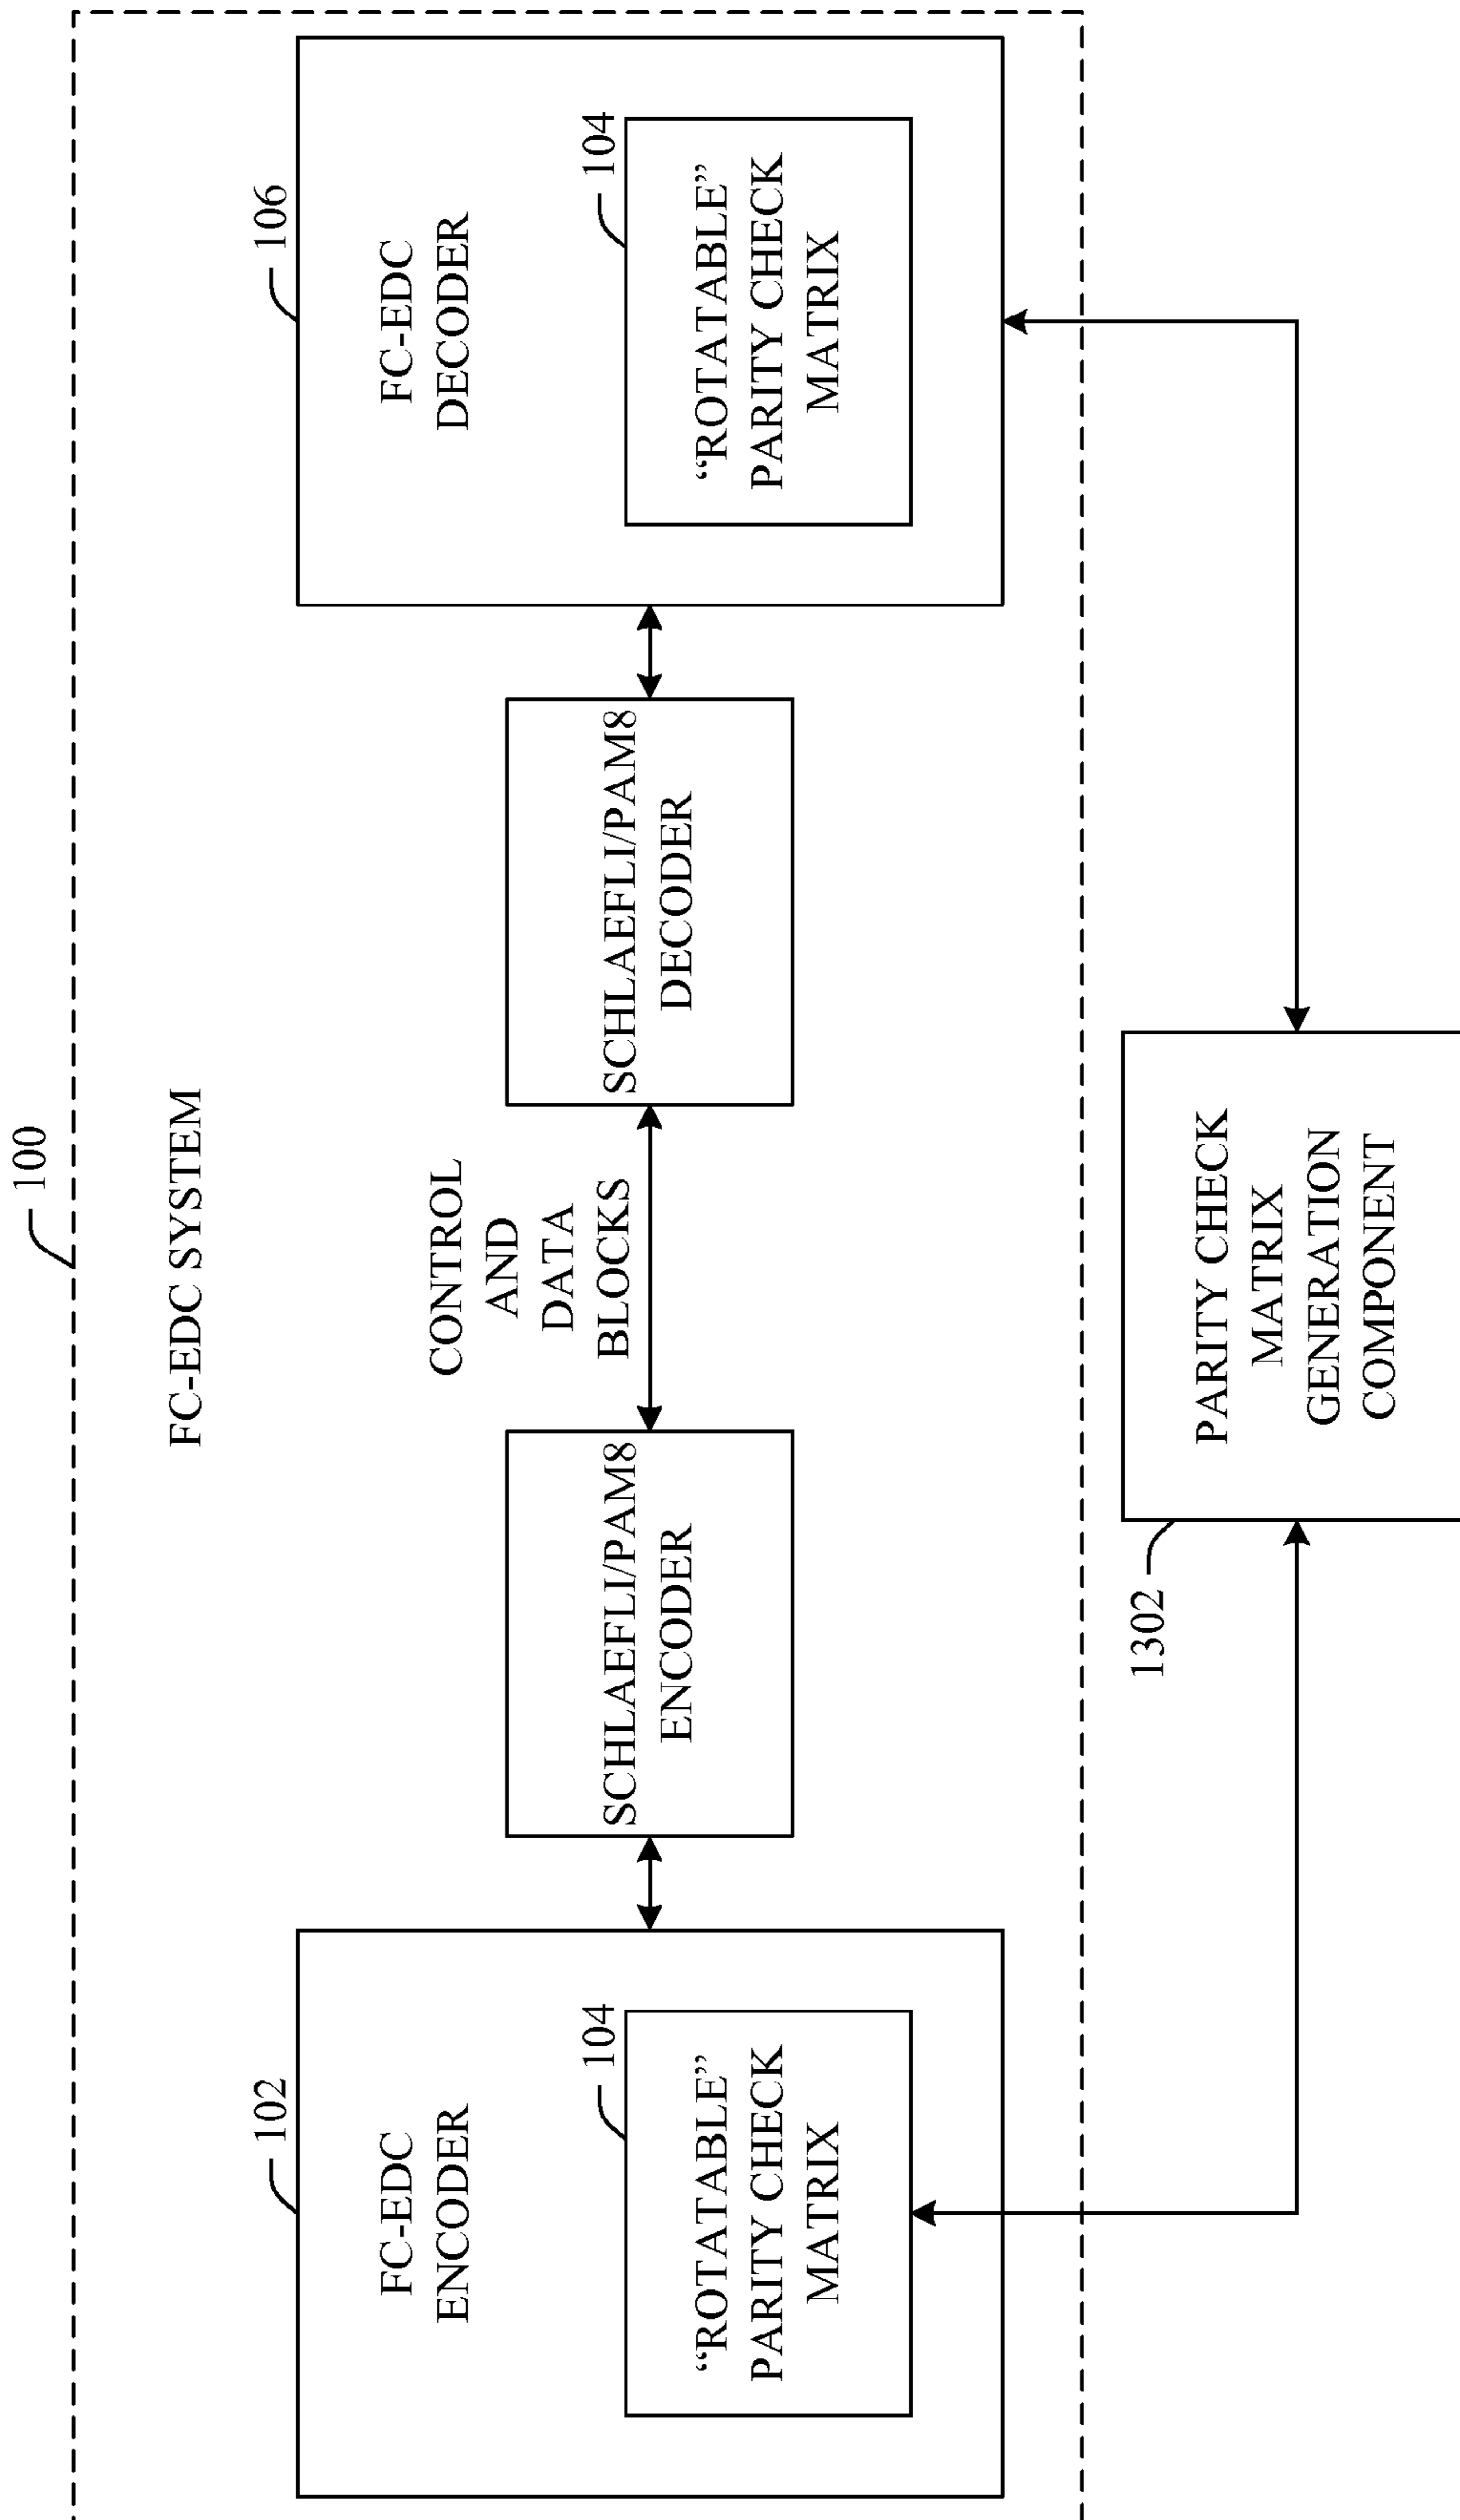 100
FC-EDC SYSTEM
102
FC-EDC
ENCODER
104
“ROTATABLE”
PARITY CHECK
MATRIX
SCHLAEFLI/PAM8
ENCODER
CONTROL
AND
DATA
BLOCKS
SCHLAEFLI/PAM8
DECODER
106
FC-EDC
DECODER
104
“ROTATABLE”
PARITY CHECK
MATRIX
1302
PARITY CHECK
MATRIX
GENERATION
COMPONENT